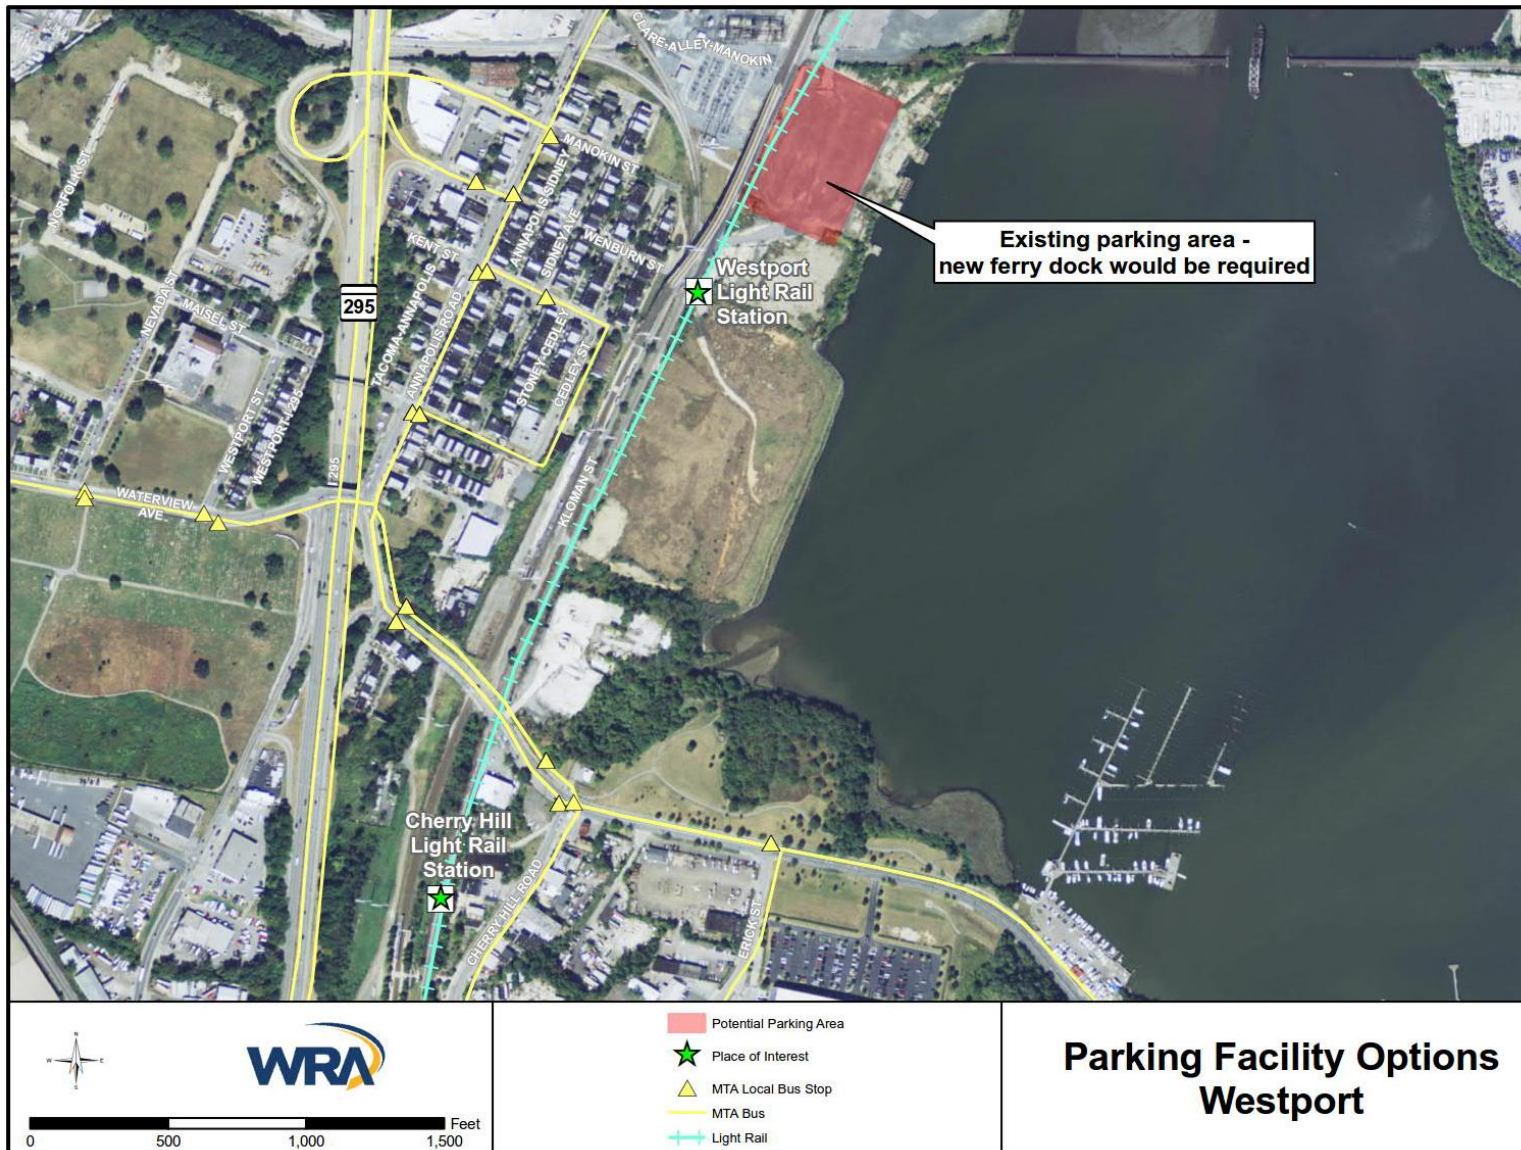 CLARE-ALLEY-MANOKIN
MANOKIN ST
ANNAPOLIS/SIDNEY
SIDNEY AVE
WENBURN ST
KENT ST
TACOMA-ANNAPOLIS
ANNAPOLIS ROAD
STONEY-CEDLEY
CEDLEY ST
NORFOLK ST
NEVADA ST
MAISEL ST
295
WESTPORT ST
WESTPORT-I 295
I 295
WATERVIEW
AVE.
KLOMAN ST
Westport
Light Rail
Station
Existing parking area -
new ferry dock would be required
Cherry Hill
Light Rail
Station
CHERRY HILL ROAD
ERICK ST
N
W
E
S
WRA
Feet
0
500
1,000
1,500
Potential Parking Area
Place of Interest
MTA Local Bus Stop
MTA Bus
Light Rail
Parking Facility Options
Westport